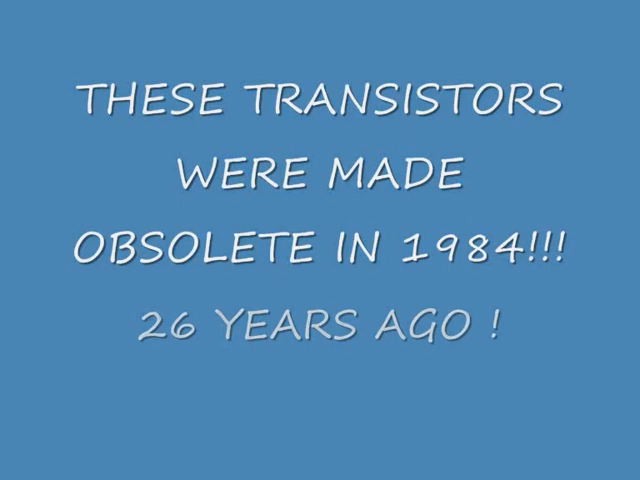 THESE TRANSISTORS
WERE MADE
OBSOLETE IN 1984!!!
26 YEARS AGO !